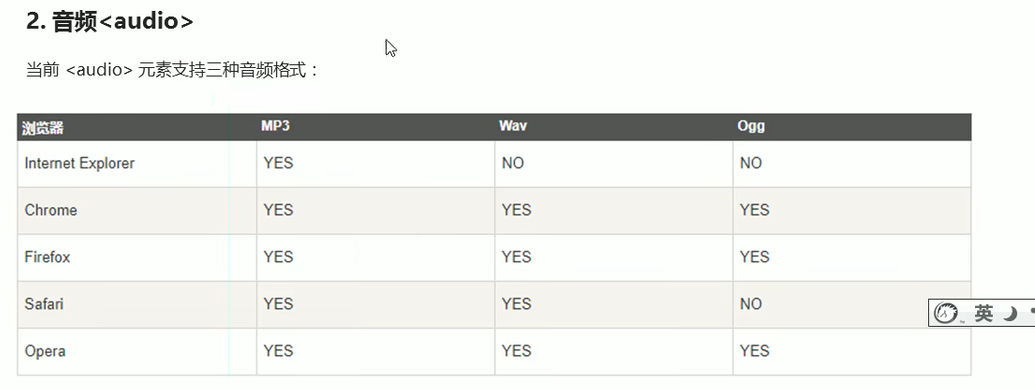 2. 音频<audio>
当前 <audio> 元素支持三种音频格式：
浏览器 MP3 Wav Ogg
Internet Explorer YES NO NO
Chrome YES YES YES
Firefox YES YES YES
Safari YES YES NO
英
Opera YES YES YES